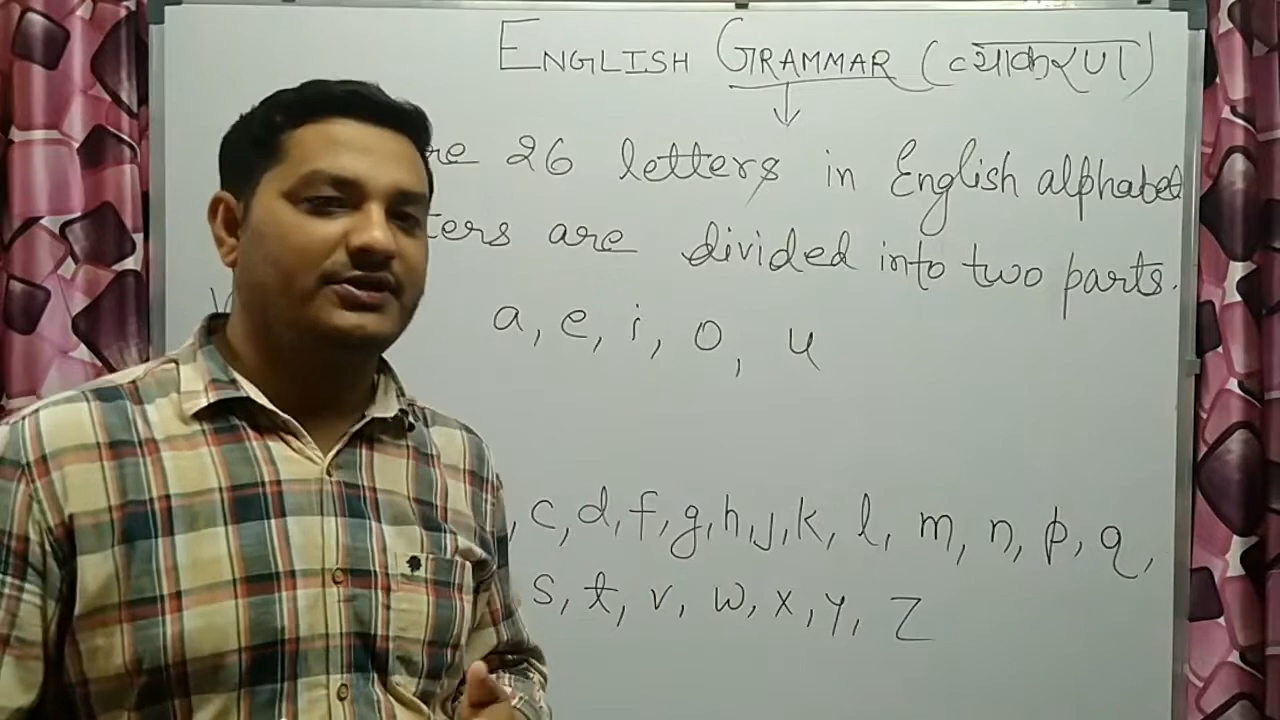 ENGLISH GRAMMAR (व्याकरण)
re 26 letters in English alphabet
ters are divided into two parts.
a, e, i, o, u
, c, d, f, g, h, j, k, l, m, n, p, q,
s, t, v, w, x, y, z